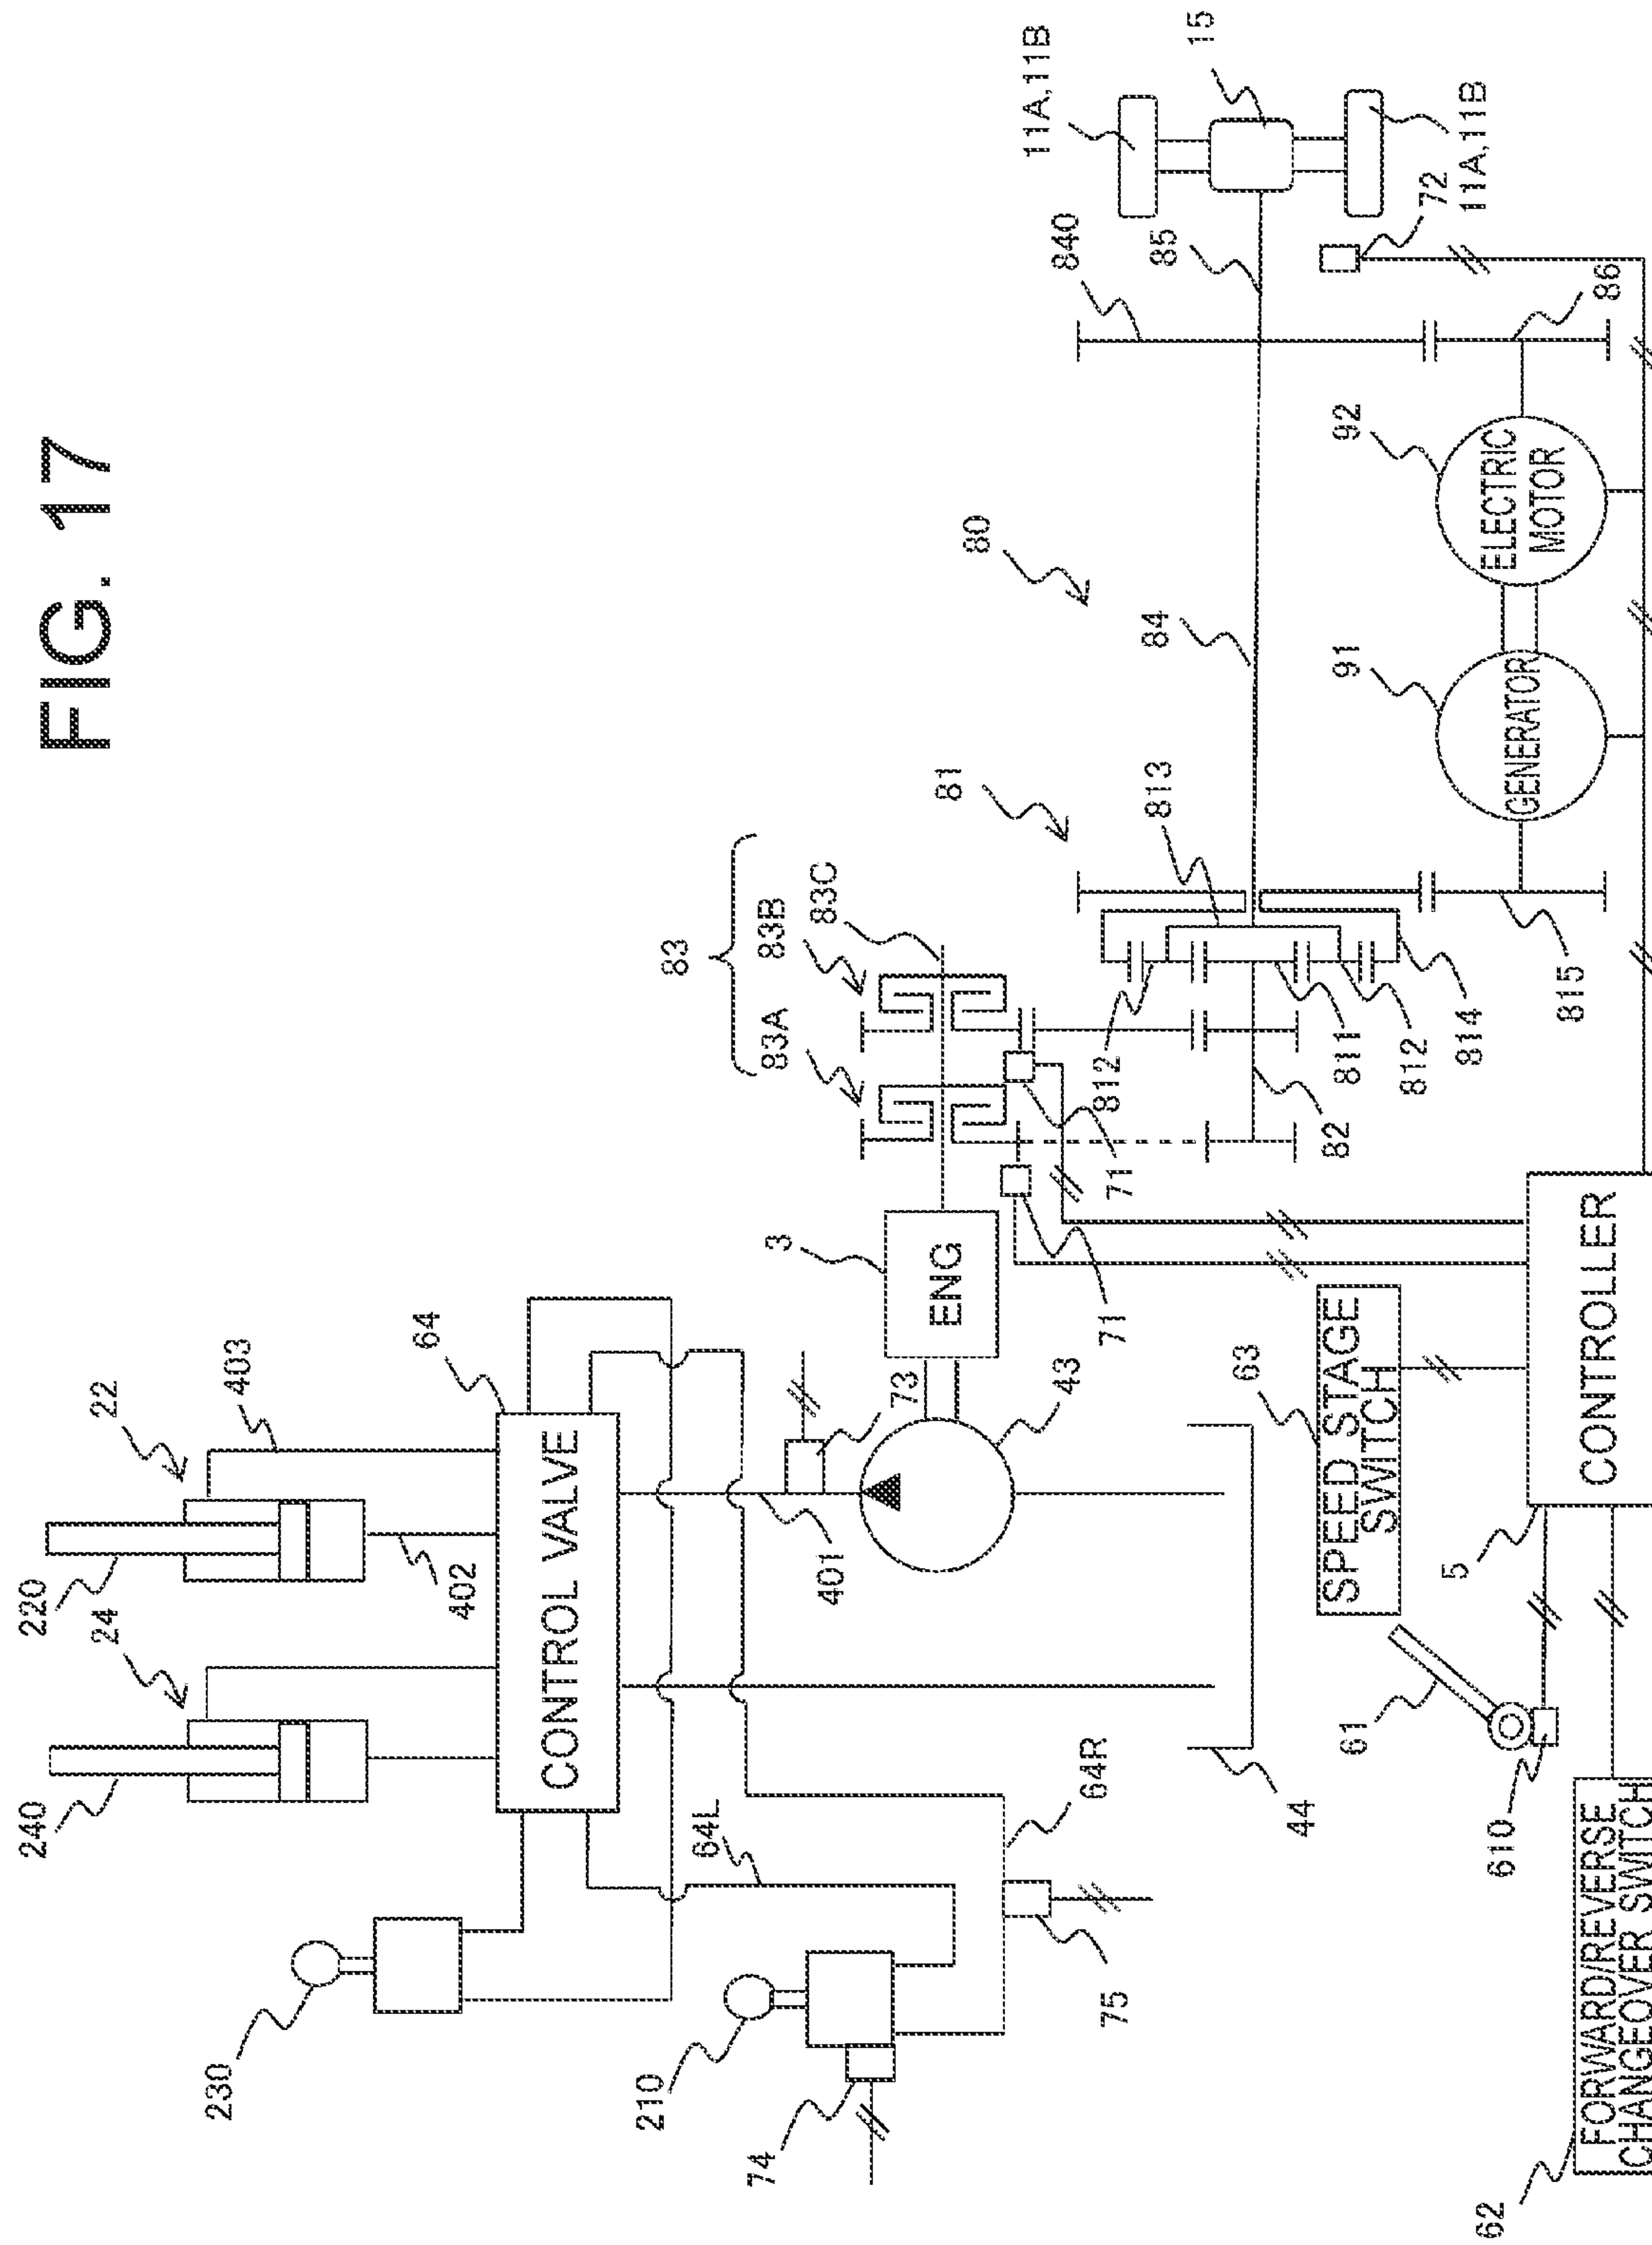 FIG. 17
220
22
403
240
24
402
64
230
CONTROL VALVE
64L
210
74
75
64R
401
73
3
ENG
43
44
83
83A
83B
83C
71
71
81
812
813
811
812
814
82
815
80
84
840
85
11A,11B
15
11A,11B
72
86
91
GENERATOR
92
ELECTRIC
MOTOR
63
SPEED STAGE
SWITCH
5
CONTROLLER
61
610
62
FORWARD/REVERSE
CHANGEOVER SWITCH